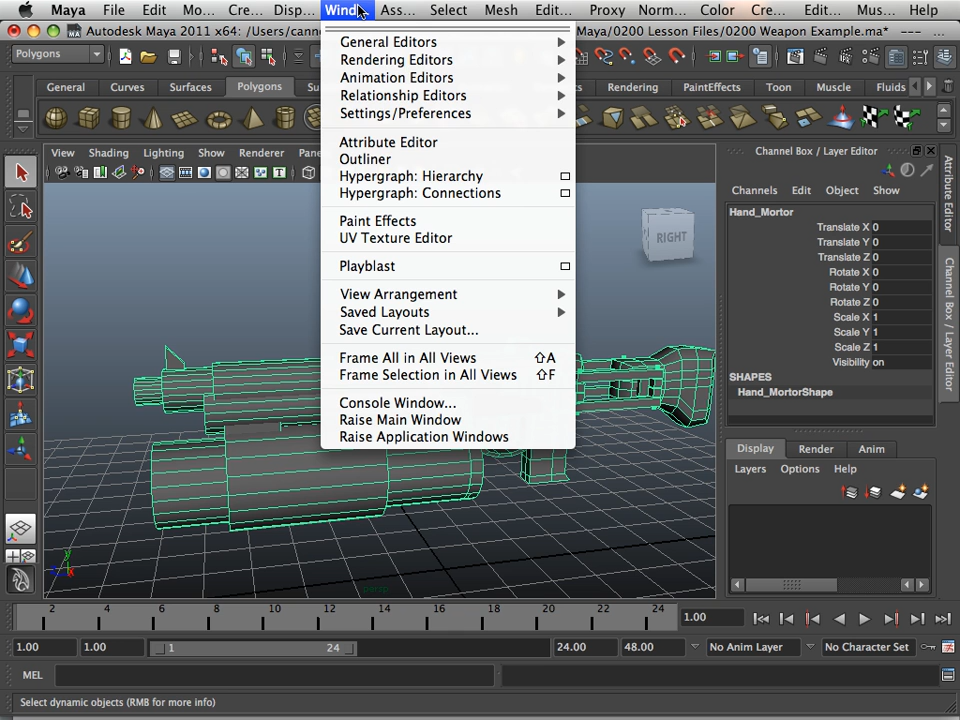 Maya File Edit Mo... Cre... Disp... Wind... Ass... Select Mesh Edit... Proxy Norm... Color Cre... Edit... Mus... Help
Autodesk Maya 2011 x64: /Users/canne
Maya/0200 Lesson Files/0200 Weapon Example.ma* --- ...
Polygons
General Curves Surfaces Polygons Su
s Rendering PaintEffects Toon Muscle Fluids
View Shading Lighting Show Renderer Pane
General Editors
Rendering Editors
Animation Editors
Relationship Editors
Settings/Preferences
Attribute Editor
Outliner
Hypergraph: Hierarchy
Hypergraph: Connections
Paint Effects
UV Texture Editor
Playblast
View Arrangement
Saved Layouts
Save Current Layout...
Frame All in All Views ⇧A
Frame Selection in All Views ⇧F
Console Window...
Raise Main Window
Raise Application Windows
RIGHT
y
x
persp
Channel Box / Layer Editor
Channels Edit Object Show
Hand_Mortor
Translate X 0
Translate Y 0
Translate Z 0
Rotate X 0
Rotate Y 0
Rotate Z 0
Scale X 1
Scale Y 1
Scale Z 1
Visibility on
SHAPES
Hand_MortorShape
Display Render Anim
Layers Options Help
Attribute Editor
Channel Box / Layer Editor
2 4 6 8 10 12 14 16 18 20 22 24
1.00
1.00 1.00 1 24 24.00 48.00 No Anim Layer No Character Set
MEL
Select dynamic objects (RMB for more info)